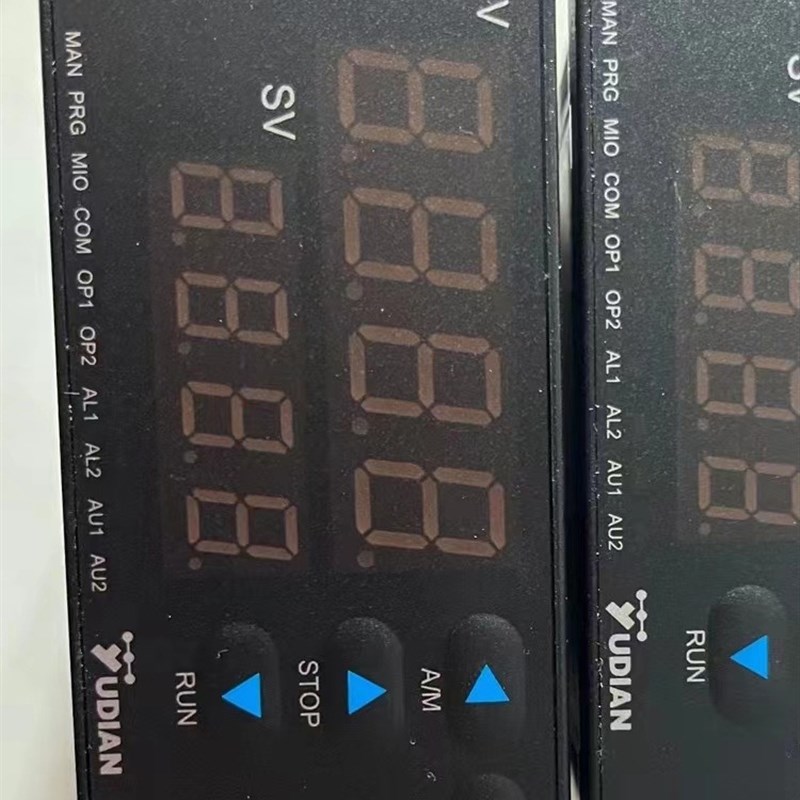 V
SV
MAN PRG MIO COM OP1 OP2 AL1 AL2 AU1 AU2
A/M
STOP
RUN
YUDIAN
SV
MAN PRG MIO COM OP1 OP2 AL1 AL2 AU1 AU2
RUN
YUDIAN